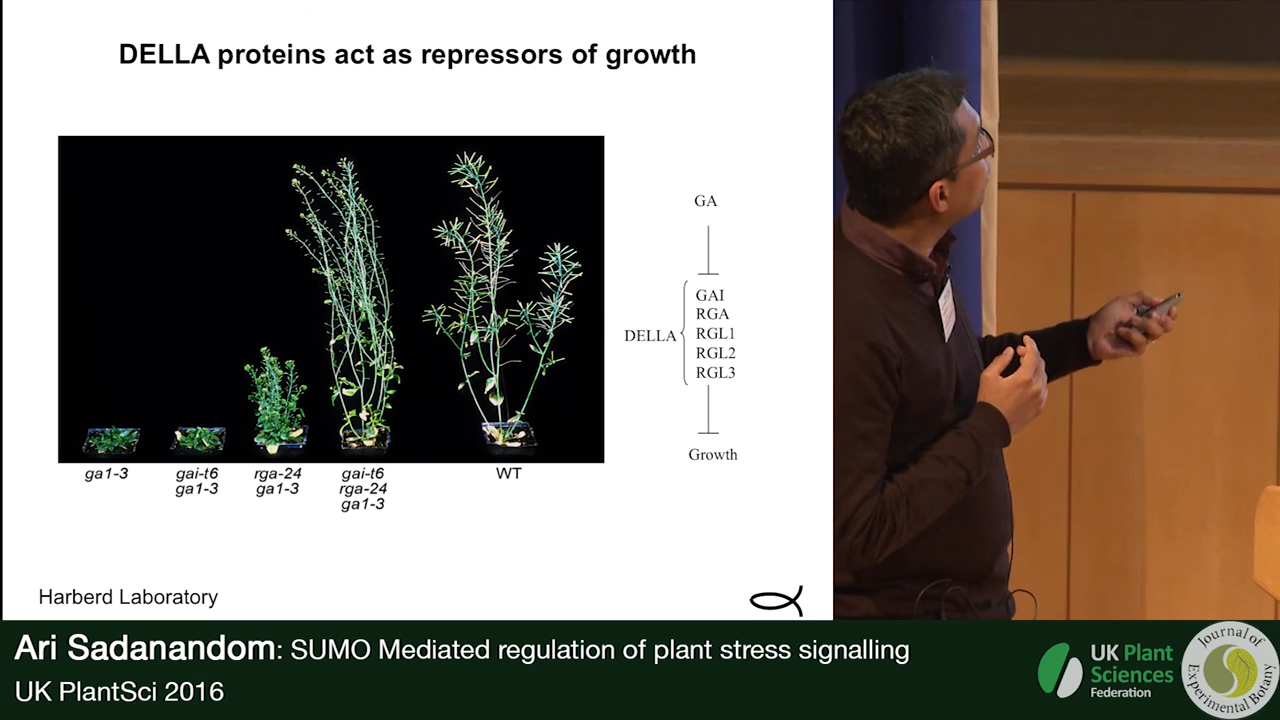 DELLA proteins act as repressors of growth
GA
DELLA
GAI
RGA
RGL1
RGL2
RGL3
Growth
ga1-3
gai-t6
ga1-3
rga-24
ga1-3
gai-t6
rga-24
ga1-3
WT
Harberd Laboratory
Ari Sadanandom: SUMO Mediated regulation of plant stress signalling
UK PlantSci 2016
UK Plant
Sciences
Federation
Journal of
Experimental Botany